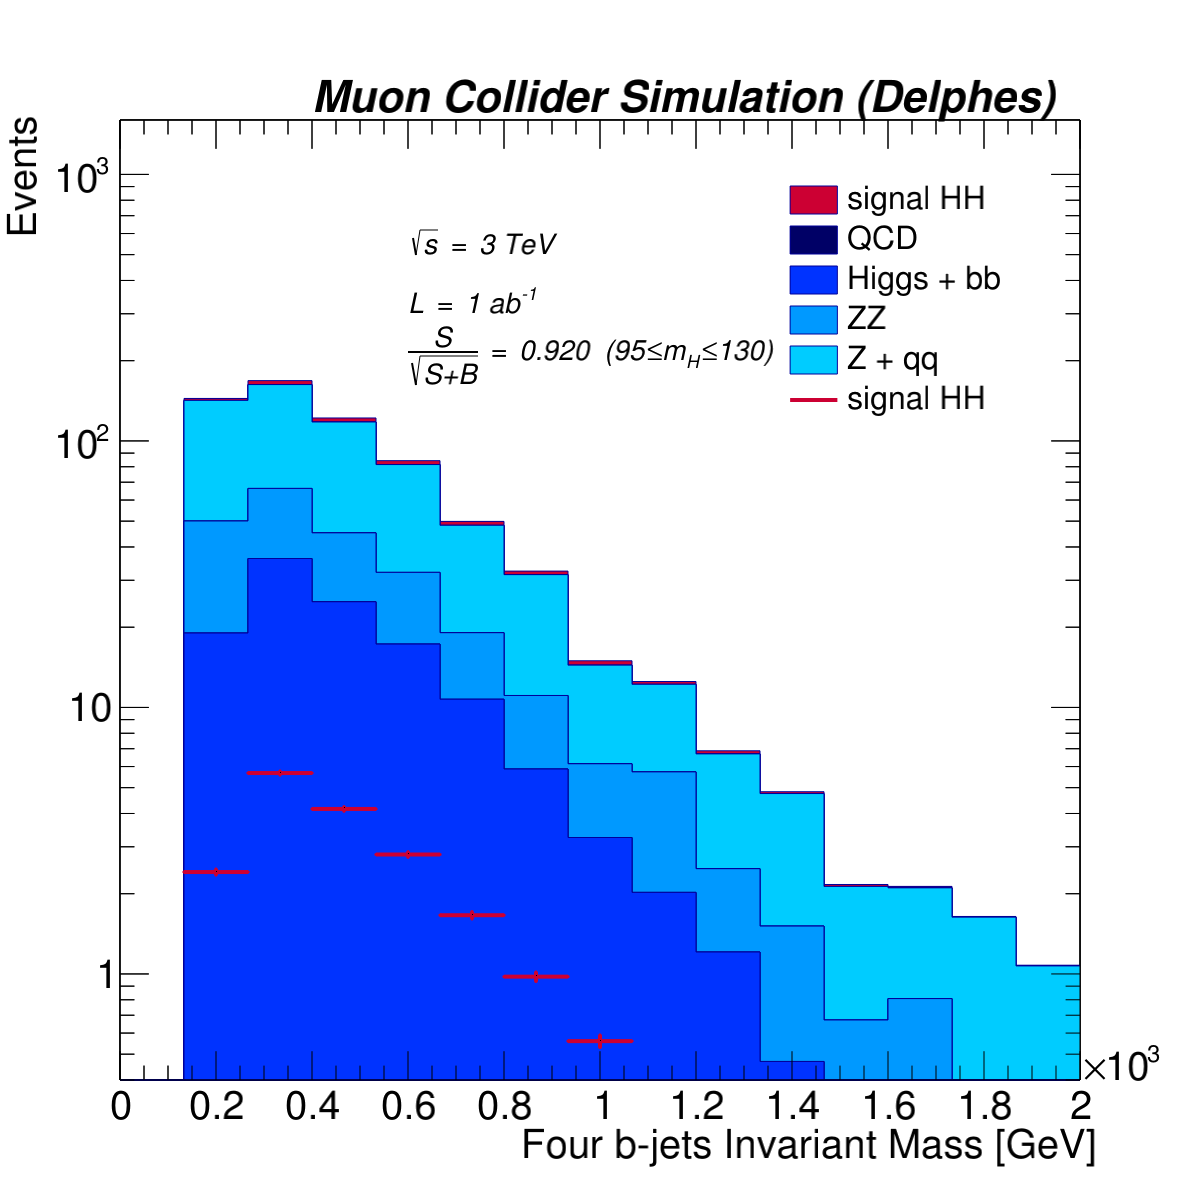 Muon Collider Simulation (Delphes)
Events
10³
10²
10
1
signal HH
QCD
Higgs + bb
ZZ
Z + qq
signal HH
√s = 3 TeV
L = 1 ab⁻¹
S/√S+B = 0.920 (95≤m_H≤130)
0 0.2 0.4 0.6 0.8 1 1.2 1.4 1.6 1.8 2
×10³
Four b-jets Invariant Mass [GeV]